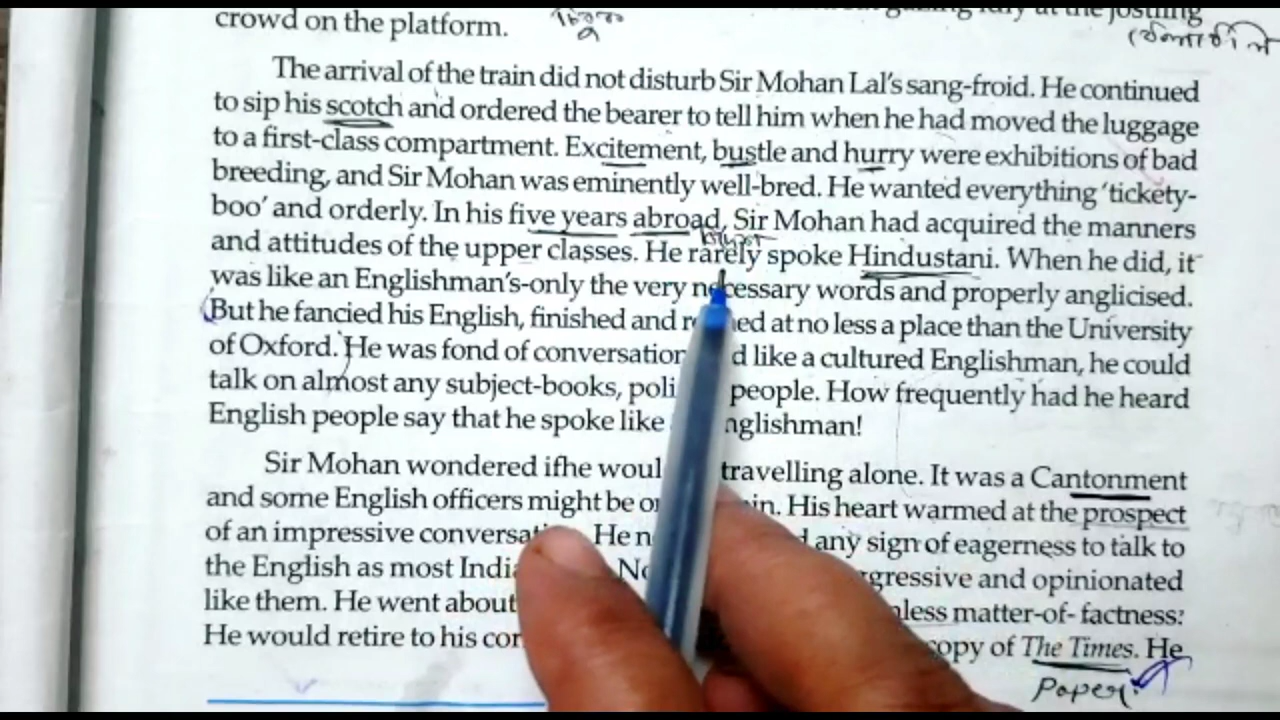 at the jostling
crowd on the platform.
The arrival of the train did not disturb Sir Mohan Lal's sang-froid. He continued
to sip his scotch and ordered the bearer to tell him when he had moved the luggage
to a first-class compartment. Excitement, bustle and hurry were exhibitions of bad
breeding, and Sir Mohan was eminently well-bred. He wanted everything 'tickety-
boo' and orderly. In his five years abroad, Sir Mohan had acquired the manners
and attitudes of the upper classes. He rarely spoke Hindustani. When he did, it
was like an Englishman's-only the very necessary words and properly anglicised.
But he fancied his English, finished and at no less a place than the University
of Oxford. He was fond of conversation like a cultured Englishman, he could
talk on almost any subject-books, people. How frequently had he heard
English people say that he spoke like nglishman!
Sir Mohan wondered ifhe travelling alone. It was a Cantonment
and some English officers might be His heart warmed at the prospect
of an impressive He any sign of eagerness to talk to
the English as most and opinionated
like them. He went about matter-of- factness:
He would retire to his copy of The Times. He
Paper